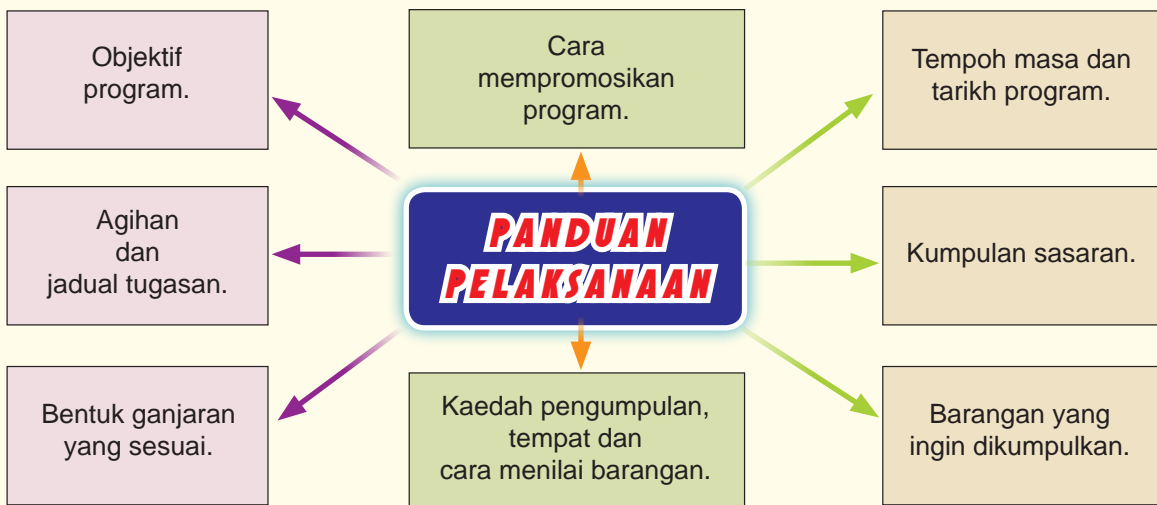 Objektif
program.
Cara
mempromosikan
program.
Tempoh masa dan
tarikh program.
Agihan
dan
jadual tugasan.
PANDUAN
PELAKSANAAN
Kumpulan sasaran.
Bentuk ganjaran
yang sesuai.
Kaedah pengumpulan,
tempat dan
cara menilai barangan.
Barangan yang
ingin dikumpulkan.